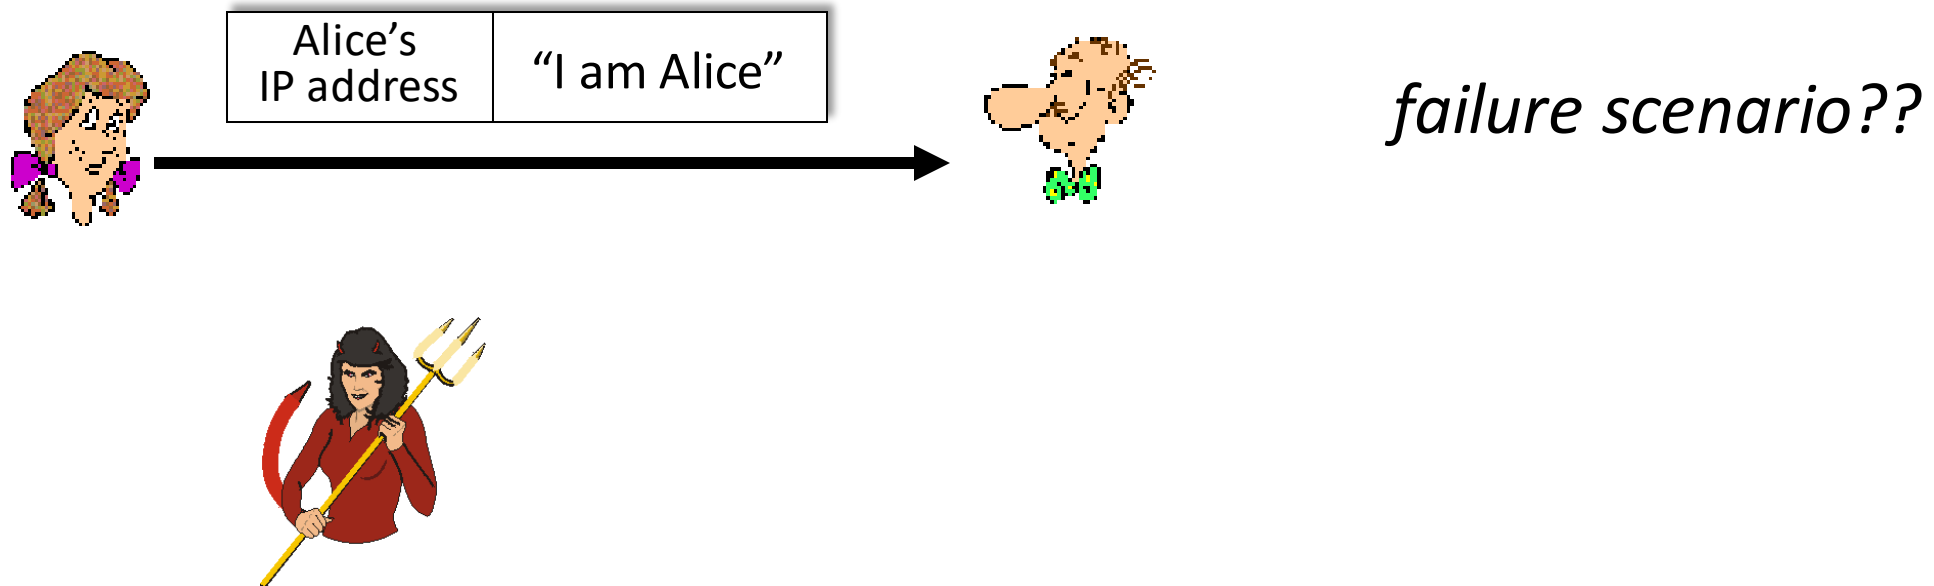 Alice’s
IP address
“I am Alice”
failure scenario??